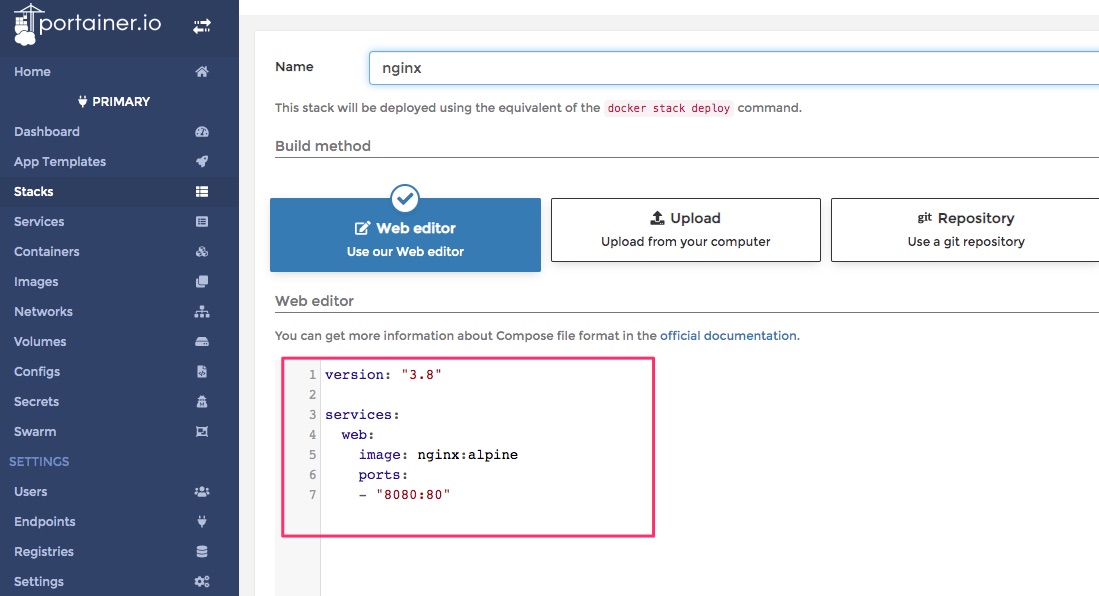 portainer.io
Home
PRIMARY
Dashboard
App Templates
Stacks
Services
Containers
Images
Networks
Volumes
Configs
Secrets
Swarm
SETTINGS
Users
Endpoints
Registries
Settings
Name
nginx
This stack will be deployed using the equivalent of the docker stack deploy command.
Build method
Web editor
Use our Web editor
Upload
Upload from your computer
git Repository
Use a git repository
Web editor
You can get more information about Compose file format in the official documentation.
1 version: "3.8"
2
3 services:
4   web:
5     image: nginx:alpine
6     ports:
7     - "8080:80"